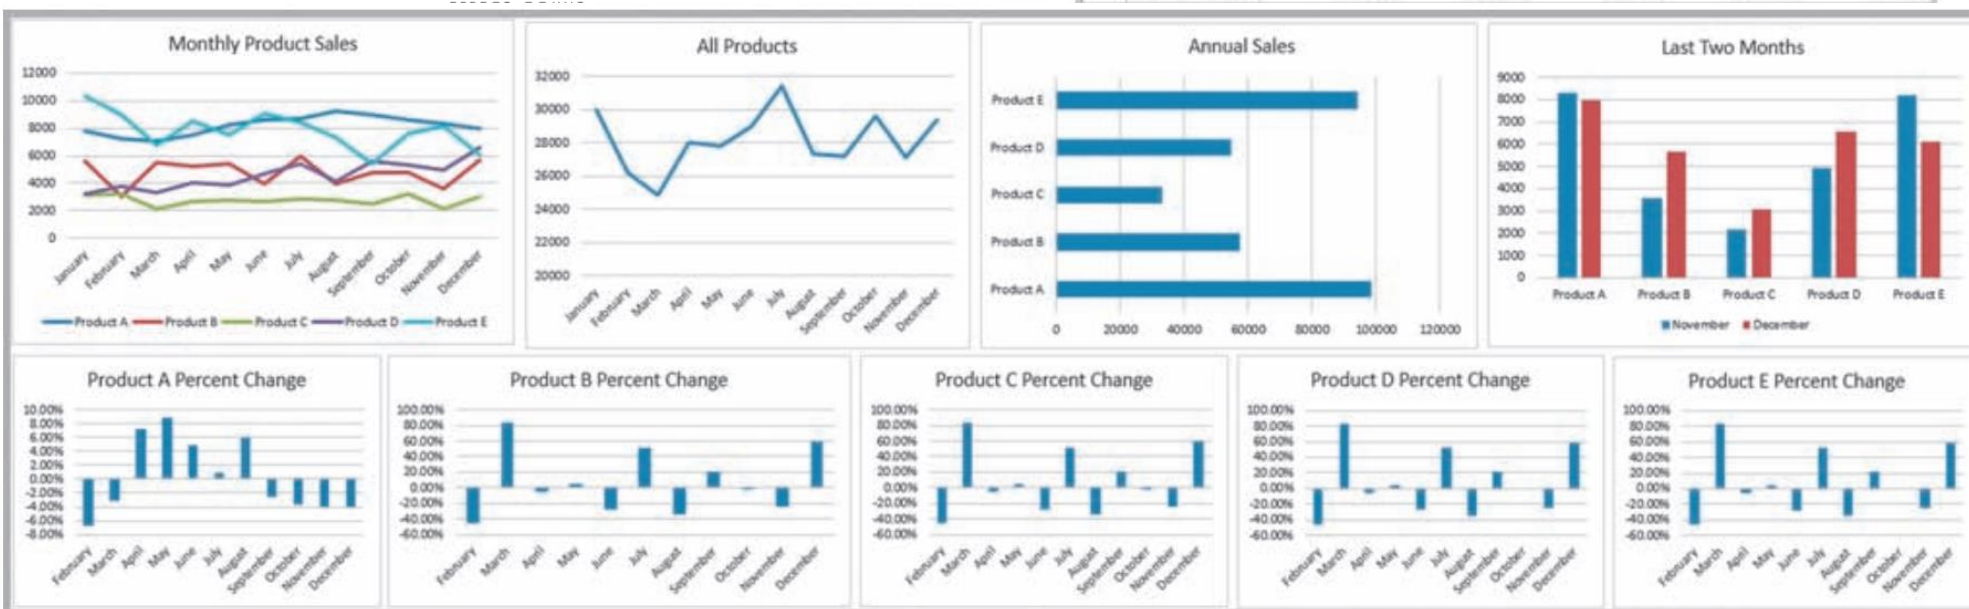 Monthly Product Sales
12000
10000
8000
6000
4000
2000
0
January
February
March
April
May
June
July
August
September
October
November
December
Product A Product B Product C Product D Product E
All Products
32000
30000
28000
26000
24000
22000
20000
January
February
March
April
May
June
July
August
September
October
November
December
Annual Sales
Product E
Product D
Product C
Product B
Product A
0 20000 40000 60000 80000 100000 120000
Last Two Months
9000
8000
7000
6000
5000
4000
3000
2000
1000
0
Product A Product B Product C Product D Product E
November December
Product A Percent Change
10.00%
8.00%
6.00%
4.00%
2.00%
0.00%
-2.00%
-4.00%
-6.00%
-8.00%
February
March
April
May
June
July
August
September
October
November
December
Product B Percent Change
100.00%
80.00%
60.00%
40.00%
20.00%
0.00%
-20.00%
-40.00%
-60.00%
February
March
April
May
June
July
August
September
October
November
December
Product C Percent Change
100.00%
80.00%
60.00%
40.00%
20.00%
0.00%
-20.00%
-40.00%
-60.00%
February
March
April
May
June
July
August
September
October
November
December
Product D Percent Change
100.00%
80.00%
60.00%
40.00%
20.00%
0.00%
-20.00%
-40.00%
-60.00%
February
March
April
May
June
July
August
September
October
November
December
Product E Percent Change
100.00%
80.00%
60.00%
40.00%
20.00%
0.00%
-20.00%
-40.00%
-60.00%
February
March
April
May
June
July
August
September
October
November
December